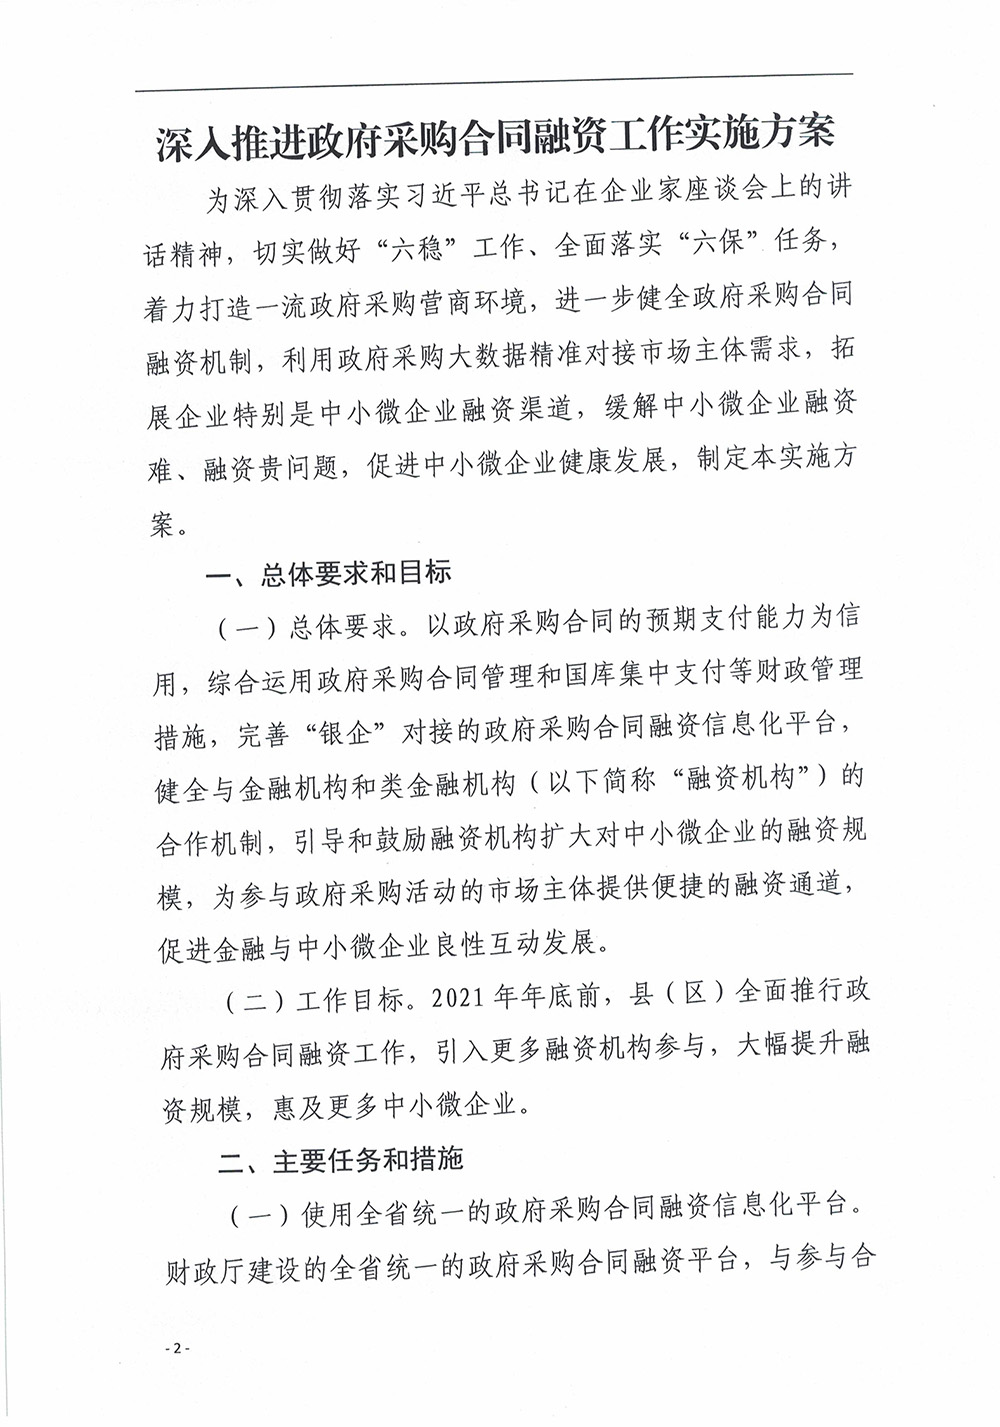 深入推进政府采购合同融资工作实施方案
为深入贯彻落实习近平总书记在企业家座谈会上的讲
话精神，切实做好“六稳”工作、全面落实“六保”任务，
着力打造一流政府采购营商环境，进一步健全政府采购合同
融资机制，利用政府采购大数据精准对接市场主体需求，拓
展企业特别是中小微企业融资渠道，缓解中小微企业融资
难、融资贵问题，促进中小微企业健康发展，制定本实施方
案。
一、总体要求和目标
（一）总体要求。以政府采购合同的预期支付能力为信
用，综合运用政府采购合同管理和国库集中支付等财政管理
措施，完善“银企”对接的政府采购合同融资信息化平台，
健全与金融机构和类金融机构（以下简称“融资机构”）的
合作机制，引导和鼓励融资机构扩大对中小微企业的融资规
模，为参与政府采购活动的市场主体提供便捷的融资通道，
促进金融与中小微企业良性互动发展。
（二）工作目标。2021年年底前，县（区）全面推行政
府采购合同融资工作，引入更多融资机构参与，大幅提升融
资规模，惠及更多中小微企业。
二、主要任务和措施
（一）使用全省统一的政府采购合同融资信息化平台。
财政厅建设的全省统一的政府采购合同融资平台，与参与合
- 2 -